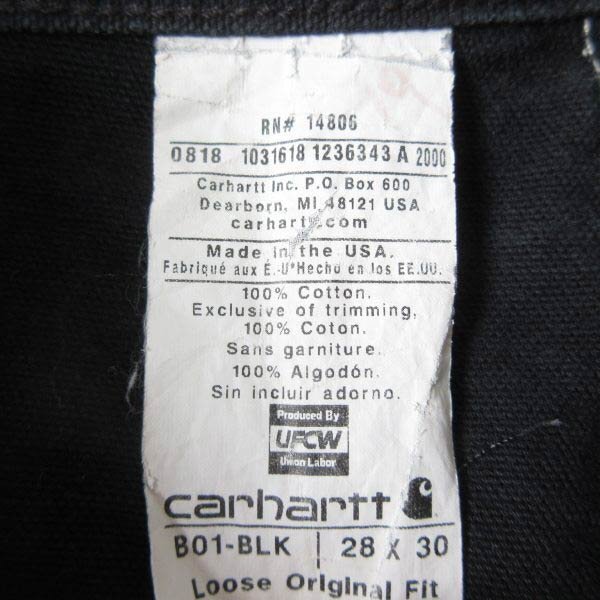 RN# 14806
0818 1031618 1236343 A 2000
Carhartt Inc. P.O. Box 600
Dearborn, MI 48121 USA
carhartt.com
Made in the USA.
Fabriqué aux É.-U° Hecho en los EE.UU.
100% Cotton.
Exclusive of trimming,
100% Coton.
Sans garniture.
100% Algodón.
Sin incluir adorno.
Produced By
UFCW
Union Labor
carhartt
B01-BLK | 28 X 30
Loose Original Fit